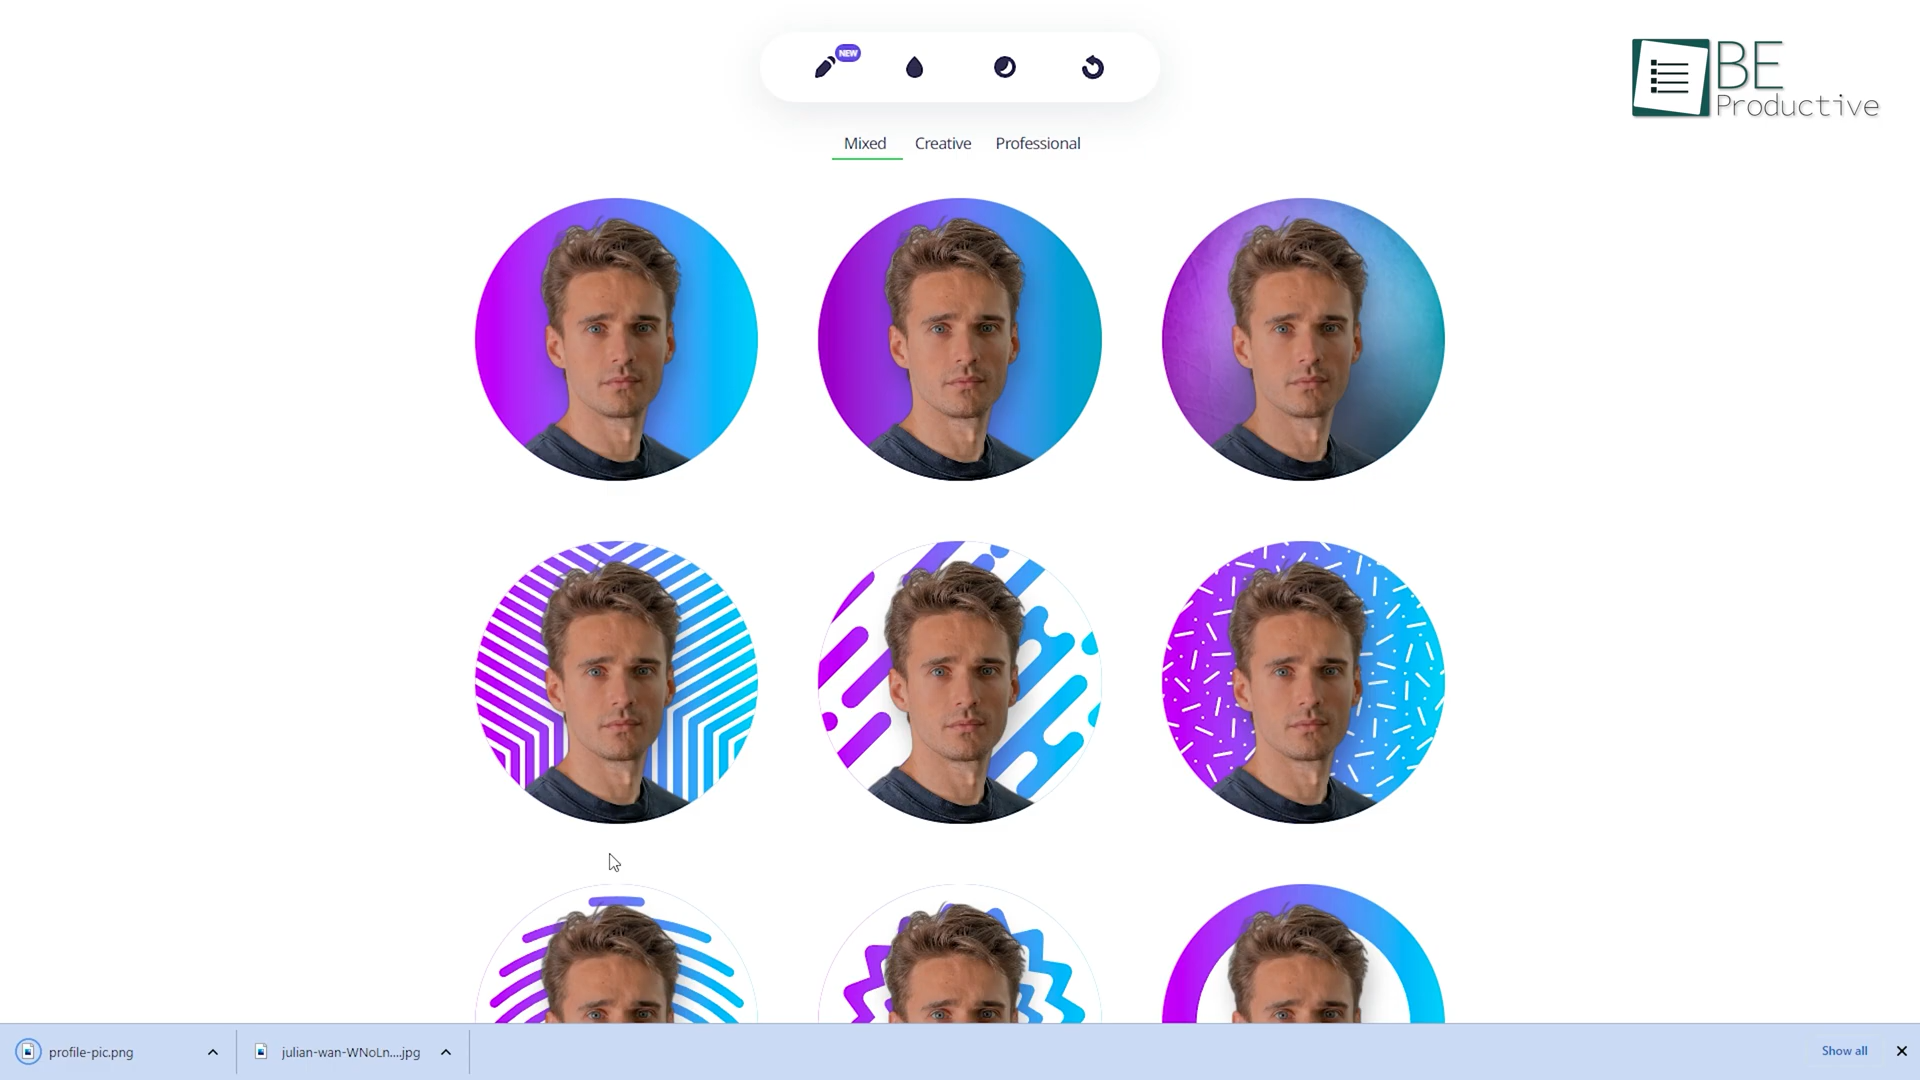 NEW
BE
Productive
Mixed Creative Professional
profile-pic.png
julian-wan-WNoLn....jpg
Show all